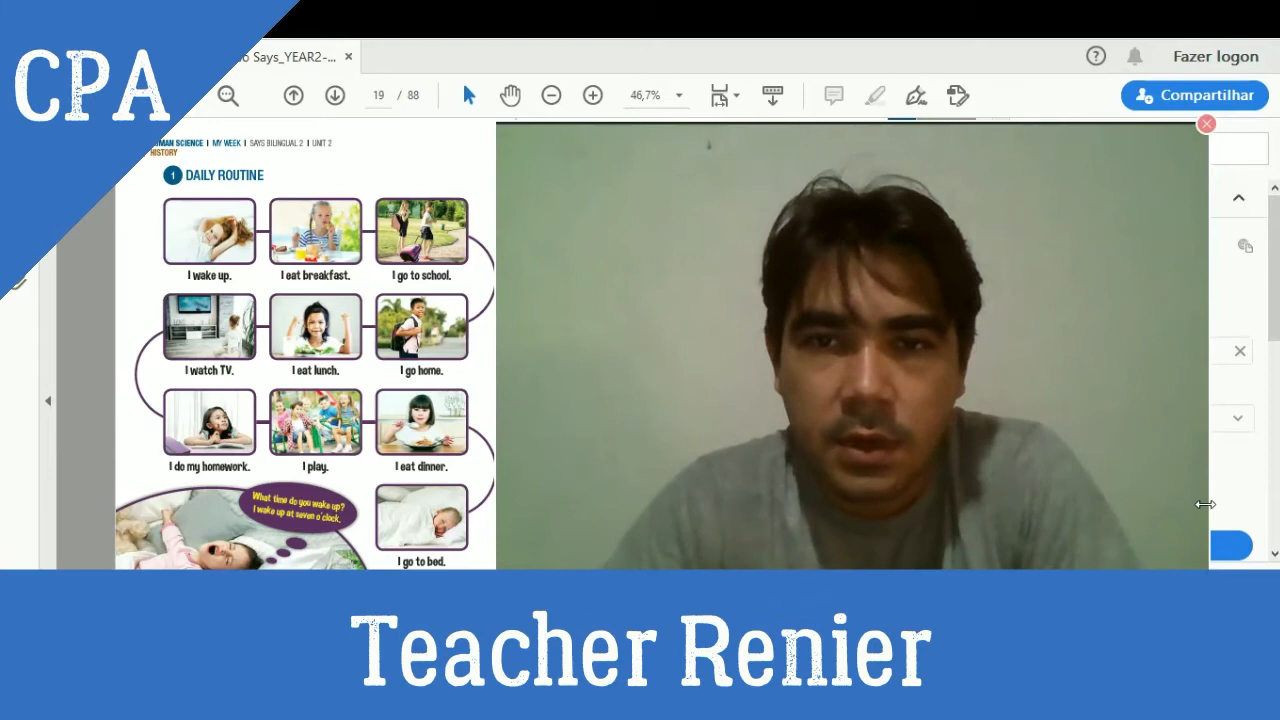 CPA
o Says_YEAR2-...
Fazer logon
19 / 88
46,7%
Compartilhar
UMAN SCIENCE I MY WEEK I SAYS BILINGUAL 2 I UNIT 2
HISTORY
1 DAILY ROUTINE
I wake up.
I eat breakfast.
I go to school.
I watch TV.
I eat lunch.
I go home.
I do my homework.
I play.
I eat dinner.
What time do you wake up?
I wake up at seven o'clock.
I go to bed.
Teacher Renier